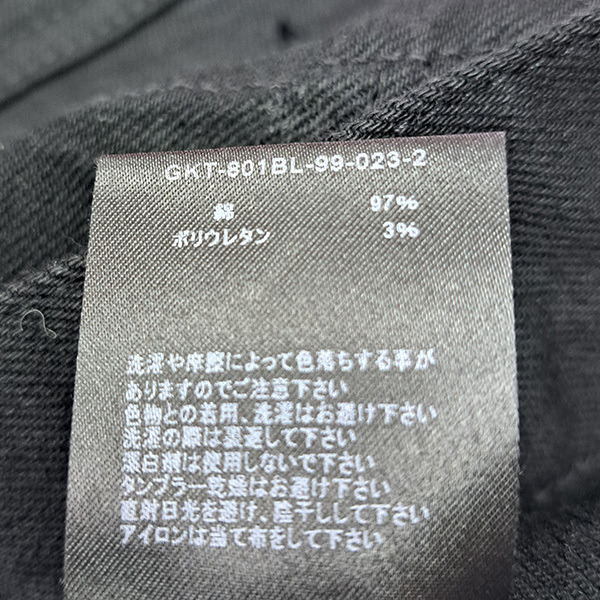 GKT-801BL-99-023-2
綿 97%
ポリウレタン 3%
洗濯や摩擦によって色落ちする事が
ありますのでご注意下さい
色物との着用、洗濯はお避け下さい
洗濯の際は裏返して下さい
漂白剤は使用しないで下さい
タンブラー乾燥はお避け下さい
直射日光を避け、陰干しして下さい
アイロンは当て布をして下さい